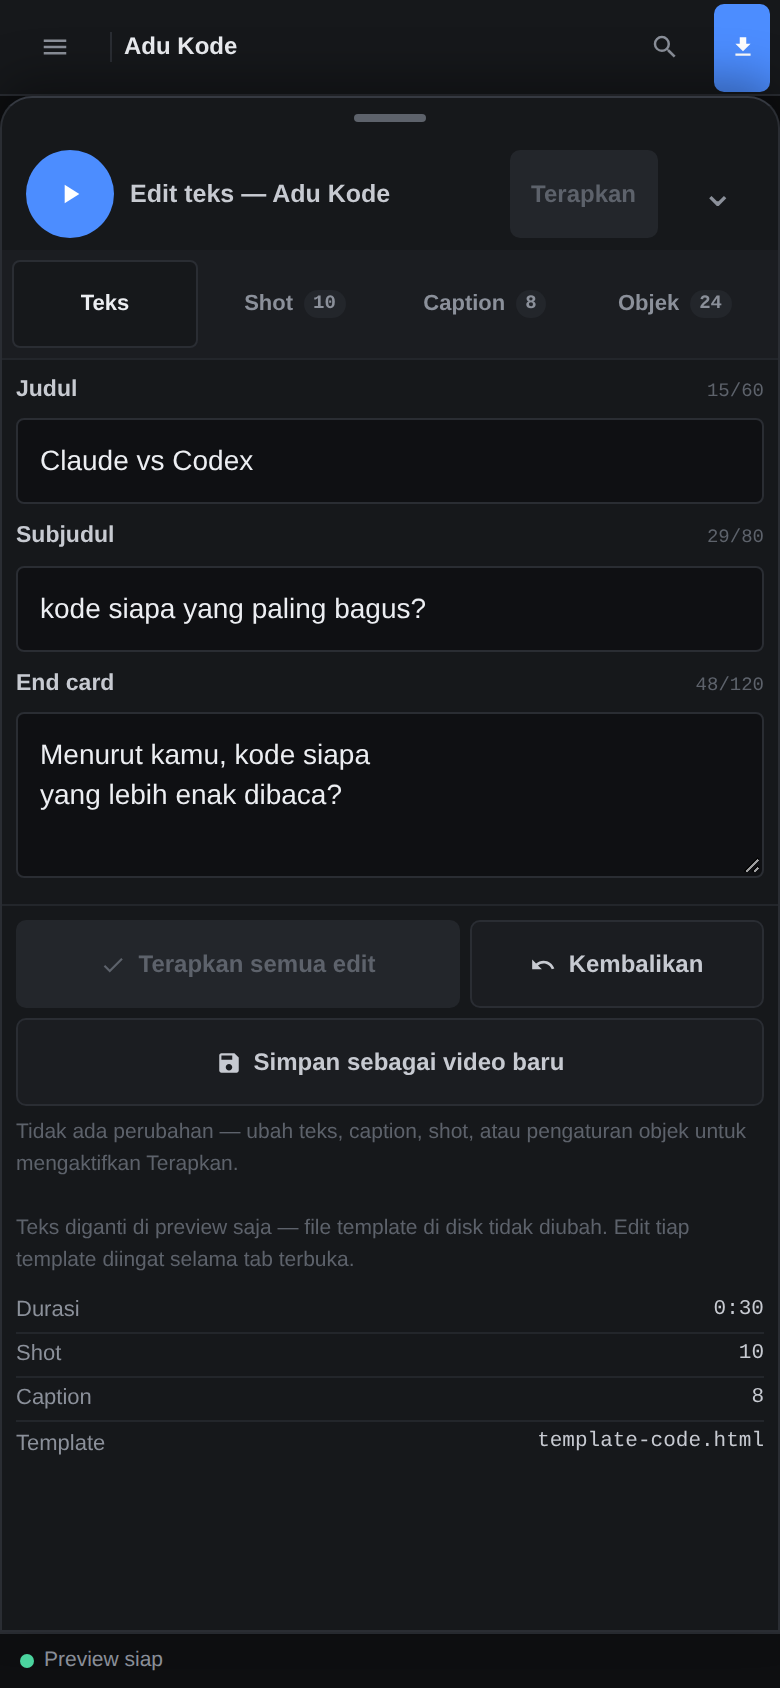 Adu Kode
Edit teks — Adu Kode
Terapkan
Teks
Shot 10
Caption 8
Objek 24
Judul
15/60
Claude vs Codex
Subjudul
29/80
kode siapa yang paling bagus?
End card
48/120
Menurut kamu, kode siapa
yang lebih enak dibaca?
Terapkan semua edit
Kembalikan
Simpan sebagai video baru
Tidak ada perubahan — ubah teks, caption, shot, atau pengaturan objek untuk
mengaktifkan Terapkan.
Teks diganti di preview saja — file template di disk tidak diubah. Edit tiap
template diingat selama tab terbuka.
Durasi
0:30
Shot
10
Caption
8
Template
template-code.html
Preview siap